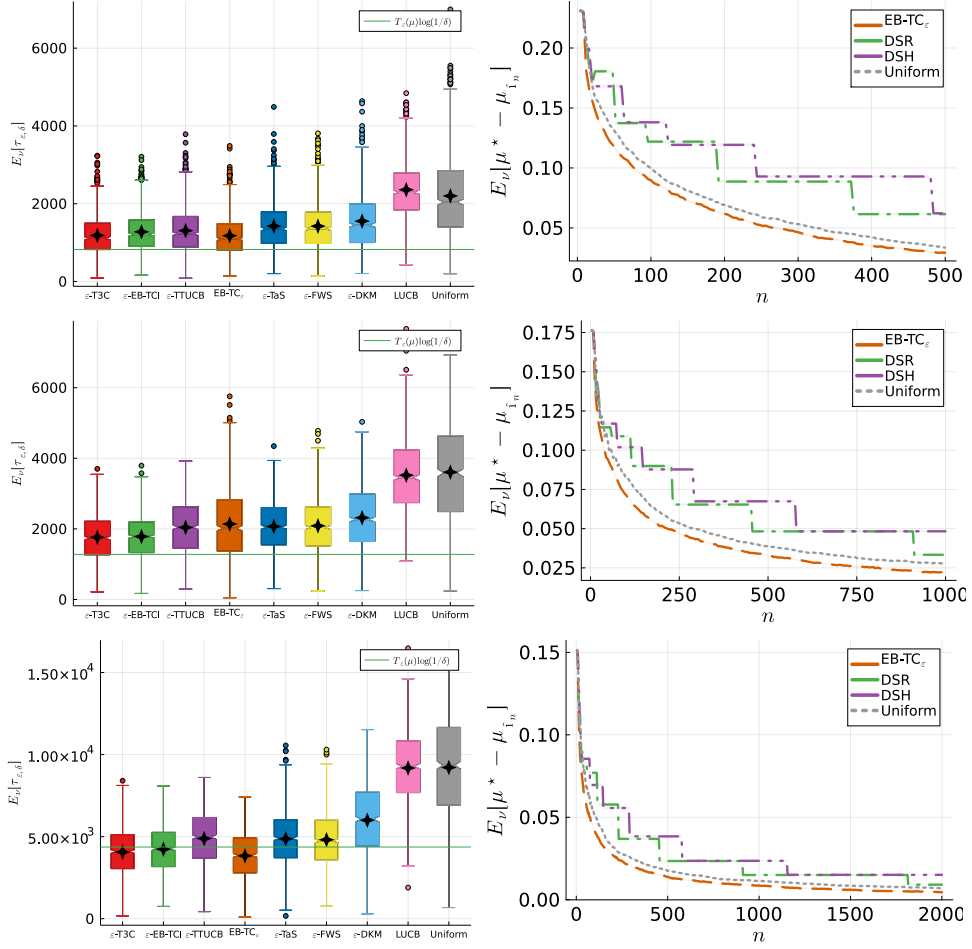 T_ε(μ)log(1/δ)
6000
4000
2000
0
E_ν[τ_{ε,δ}]
ε-T3C
ε-EB-TCI
ε-TTUCB
EB-TC_ε
ε-TaS
ε-FWS
ε-DKM
LUCB
Uniform
EB-TC_ε
DSR
DSH
Uniform
0.20
0.15
0.10
0.05
E_ν[μ* − μ_{î_n}]
0
100
200
300
400
500
n
T_ε(μ)log(1/δ)
6000
4000
2000
0
E_ν[τ_{ε,δ}]
ε-T3C
ε-EB-TCI
ε-TTUCB
EB-TC_ε
ε-TaS
ε-FWS
ε-DKM
LUCB
Uniform
EB-TC_ε
DSR
DSH
Uniform
0.175
0.150
0.125
0.100
0.075
0.050
0.025
E_ν[μ* − μ_{î_n}]
0
250
500
750
1000
n
T_ε(μ)log(1/δ)
1.50×10⁴
1.00×10⁴
5.00×10³
0
E_ν[τ_{ε,δ}]
ε-T3C
ε-EB-TCI
ε-TTUCB
EB-TC_ε
ε-TaS
ε-FWS
ε-DKM
LUCB
Uniform
EB-TC_ε
DSR
DSH
Uniform
0.15
0.10
0.05
0.00
E_ν[μ* − μ_{î_n}]
0
500
1000
1500
2000
n